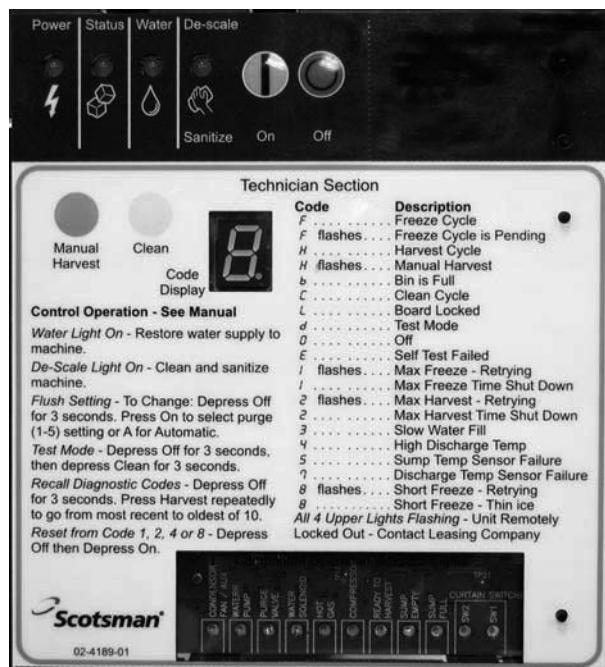 Power Status Water De-scale
Sanitize On Off
Technician Section
Manual
Harvest
Clean
Code
Display
8.
Code Description
F . . . . . . . . . . Freeze Cycle
F flashes . . . . Freeze Cycle is Pending
H . . . . . . . . . . Harvest Cycle
H flashes . . . . Manual Harvest
b . . . . . . . . . . Bin is Full
C . . . . . . . . . . Clean Cycle
L . . . . . . . . . . Board Locked
d . . . . . . . . . . Test Mode
0 . . . . . . . . . . Off
E . . . . . . . . . . Self Test Failed
1 flashes . . . . Max Freeze - Retrying
1 . . . . . . . . . . Max Freeze Time Shut Down
2 flashes . . . . Max Harvest - Retrying
2 . . . . . . . . . . Max Harvest Time Shut Down
3 . . . . . . . . . . Slow Water Fill
4 . . . . . . . . . . High Discharge Temp
5 . . . . . . . . . . Sump Temp Sensor Failure
7 . . . . . . . . . . Discharge Temp Sensor Failure
8 flashes . . . . Short Freeze - Retrying
8 . . . . . . . . . . Short Freeze - Thin ice
All 4 Upper Lights Flashing - Unit Remotely
Locked Out - Contact Leasing Company
Control Operation - See Manual
Water Light On - Restore water supply to
machine.
De-Scale Light On - Clean and sanitize
machine.
Flush Setting - To Change: Depress Off
for 3 seconds. Press On to select purge
(1-5) setting or A for Automatic.
Test Mode - Depress Off for 3 seconds,
then depress Clean for 3 seconds.
Recall Diagnostic Codes - Depress Off
for 3 seconds. Press Harvest repeatedly
to go from most recent to oldest of 10.
Reset from Code 1, 2, 4 or 8 - Depress
Off then Depress On.
CONDENSOR
FAN / AUX
WATER
PUMP
PURGE
VALVE
WATER
SOLENOID
HOT
GAS
COMPRESSOR
READY TO
HARVEST
SUMP
EMPTY
SUMP
FULL
CURTAIN SWITCH
SW2
SW1
Scotsman
02-4189-01